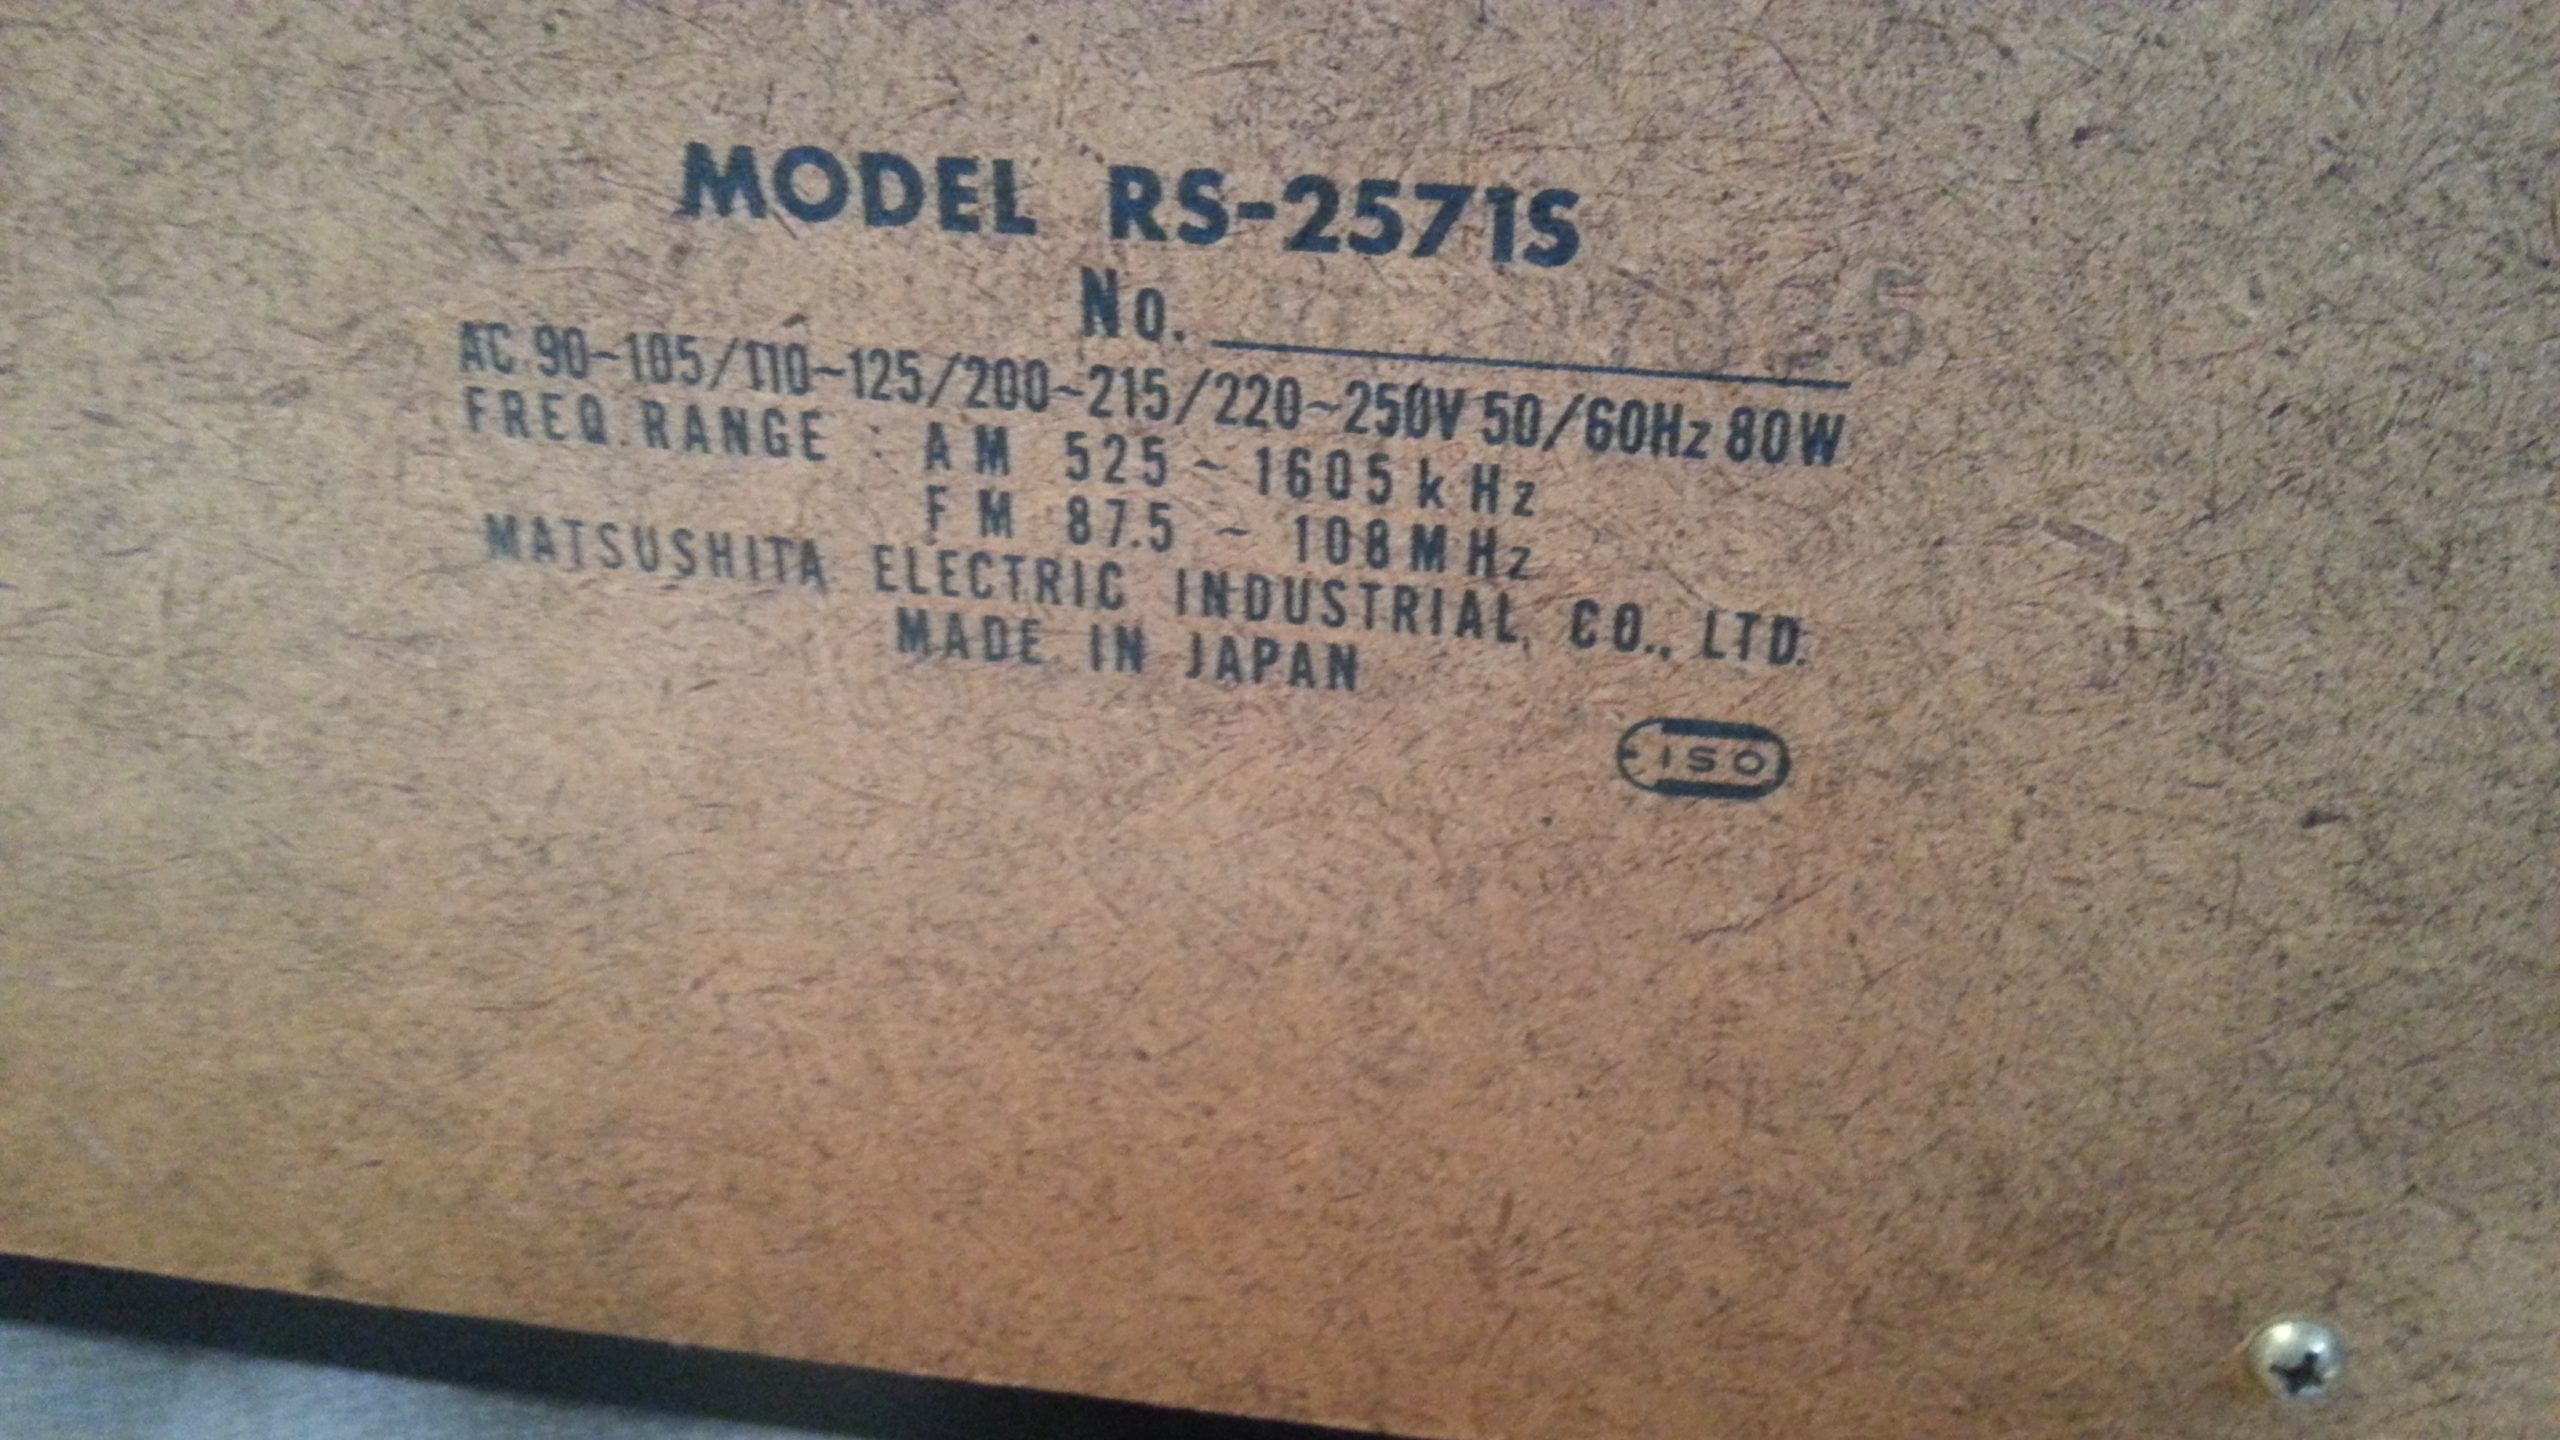 MODEL RS-2571S
No.
AC 90~105/110~125/200~215/220~250V 50/60Hz 80W
FREQ. RANGE : AM 525 ~ 1605 kHz
FM 87.5 ~ 108 MHz
MATSUSHITA ELECTRIC INDUSTRIAL, CO., LTD.
MADE IN JAPAN
ISO